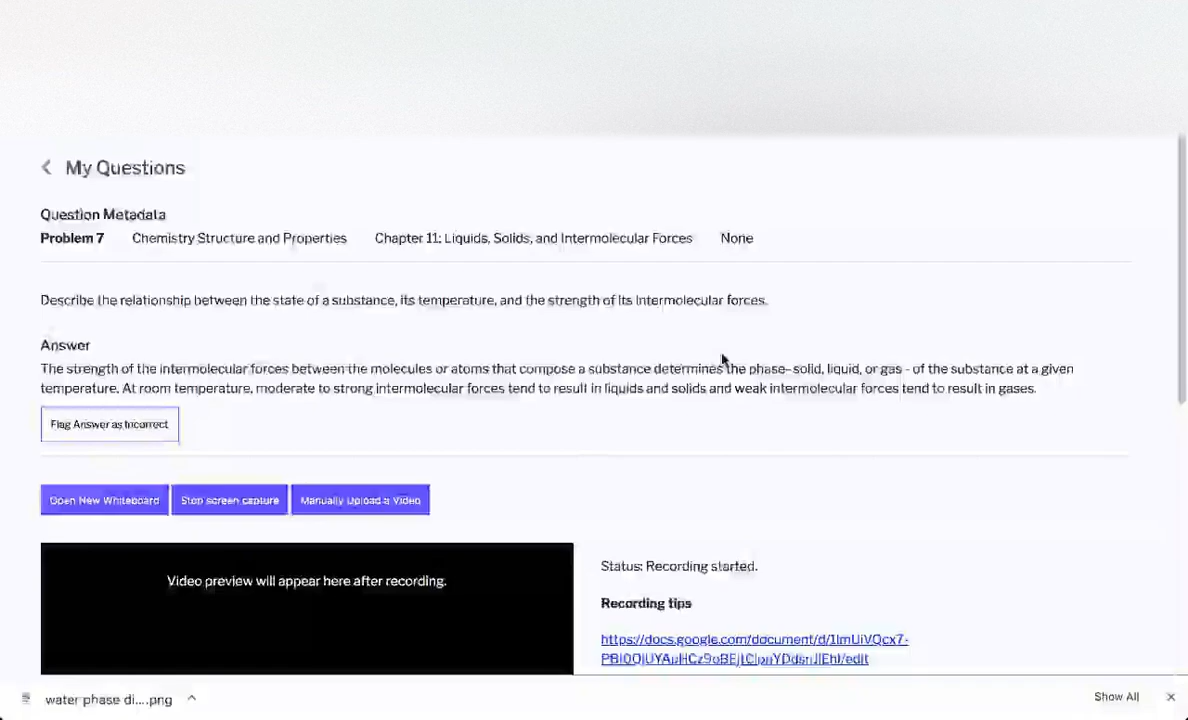 My Questions
Question Metadata
Problem 7 Chemistry Structure and Properties Chapter 11: Liquids, Solids, and Intermolecular Forces None
Describe the relationship between the state of a substance, its temperature, and the strength of its intermolecular forces.
Answer
The strength of the intermolecular forces between the molecules or atoms that compose a substance determines the phase- solid, liquid, or gas - of the substance at a given
temperature. At room temperature, moderate to strong intermolecular forces tend to result in liquids and solids and weak intermolecular forces tend to result in gases.
Flag Answer as Incorrect
Open New Whiteboard Stop screen capture Manually Upload a Video
Video preview will appear here after recording.
Status: Recording started.
Recording tips
https://docs.google.com/document/d/1lmUiVQcx7-
water phase di....png
Show All